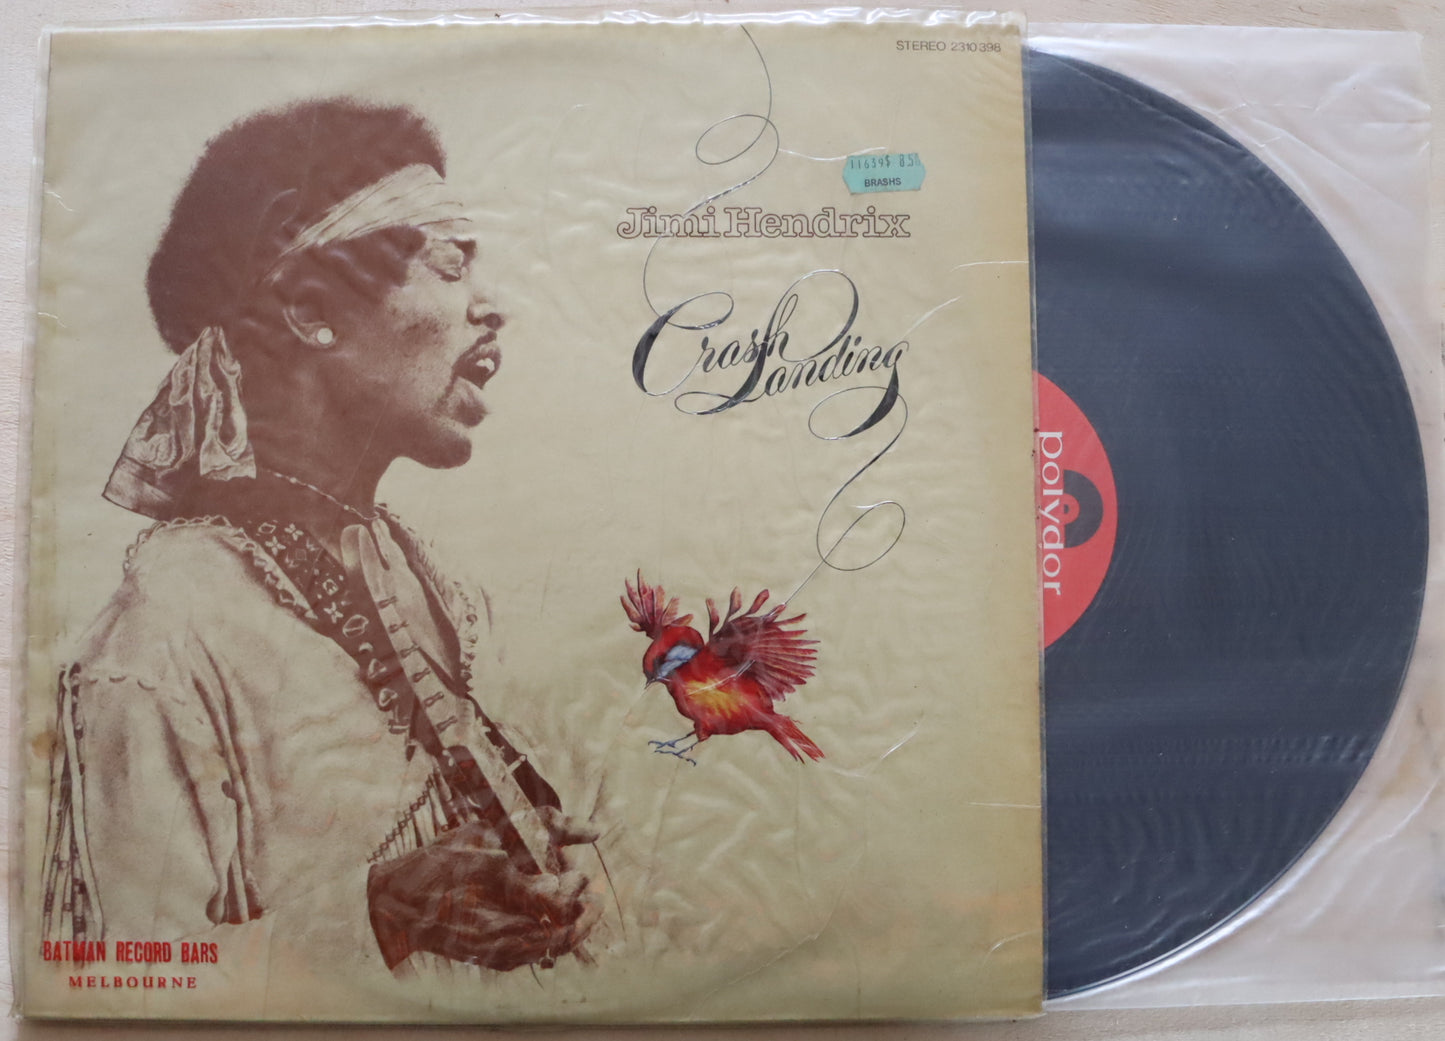 STEREO 2310 398
11639$ 8.50
BRASHS
Jimi Hendrix
Crash
Landing
polydor
BATMAN RECORD BARS
MELBOURNE